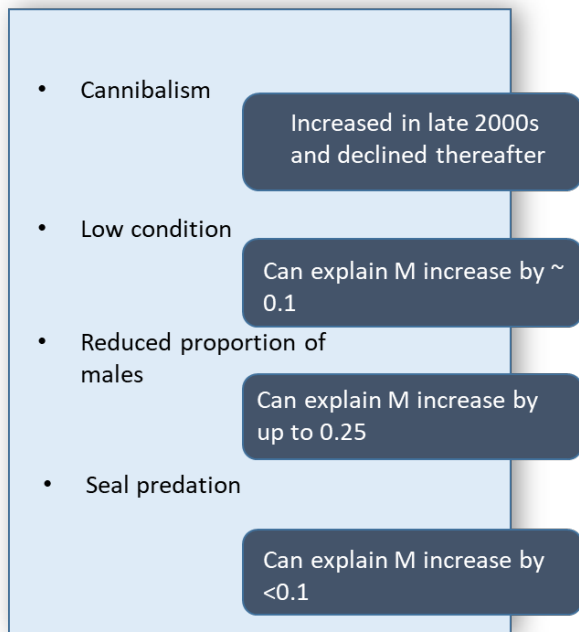 • Cannibalism
Increased in late 2000s
and declined thereafter
• Low condition
Can explain M increase by ~
0.1
• Reduced proportion of
males
Can explain M increase by
up to 0.25
• Seal predation
Can explain M increase by
<0.1